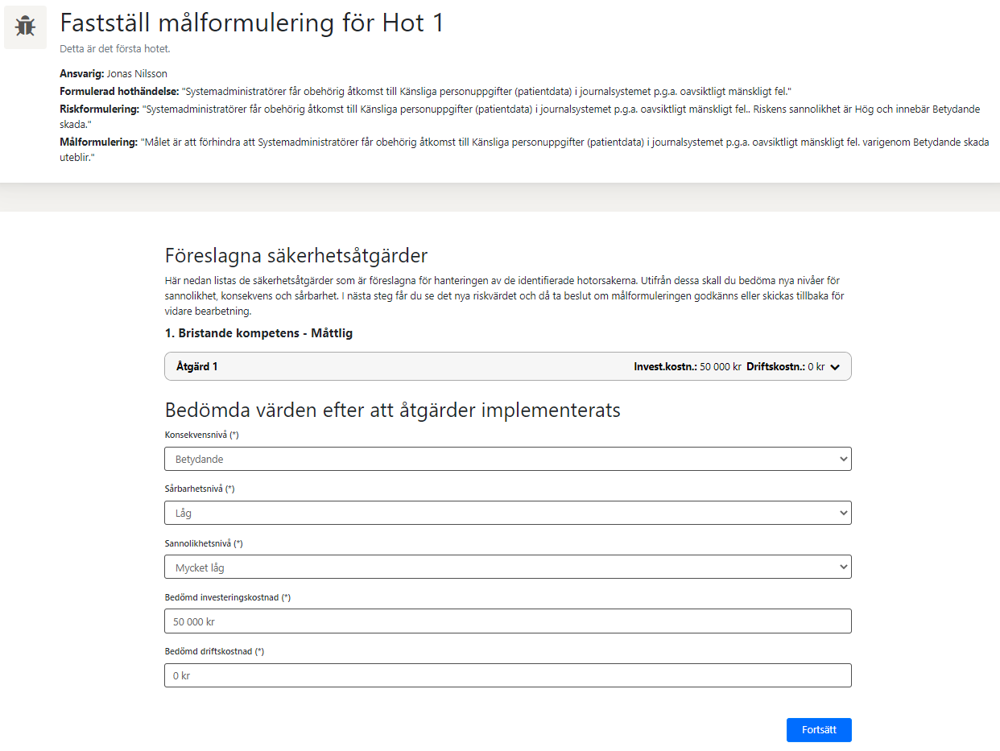 Fastställ målformulering för Hot 1
Detta är det första hotet.
Ansvarig: Jonas Nilsson
Formulerad hothändelse: "Systemadministratörer får obehörig åtkomst till Känsliga personuppgifter (patientdata) i journalsystemet p.g.a. oavsiktligt mänskligt fel."
Riskformulering: "Systemadministratörer får obehörig åtkomst till Känsliga personuppgifter (patientdata) i journalsystemet p.g.a. oavsiktligt mänskligt fel.. Riskens sannolikhet är Hög och innebär Betydande
skada."
Målformulering: "Målet är att förhindra att Systemadministratörer får obehörig åtkomst till Känsliga personuppgifter (patientdata) i journalsystemet p.g.a. oavsiktligt mänskligt fel. varigenom Betydande skada
uteblir."
Föreslagna säkerhetsåtgärder
Här nedan listas de säkerhetsåtgärder som är föreslagna för hanteringen av de identifierade hotorsakerna. Utifrån dessa skall du bedöma nya nivåer för
sannolikhet, konsekvens och sårbarhet. I nästa steg får du se det nya riskvärdet och då ta beslut om målformuleringen godkänns eller skickas tillbaka för
vidare bearbetning.
1. Bristande kompetens - Måttlig
Åtgärd 1 Invest.kostn.: 50 000 kr Driftskostn.: 0 kr
Bedömda värden efter att åtgärder implementerats
Konsekvensnivå (*)
Betydande
Sårbarhetsnivå (*)
Låg
Sannolikhetsnivå (*)
Mycket låg
Bedömd investeringskostnad (*)
50 000 kr
Bedömd driftskostnad (*)
0 kr
Fortsätt